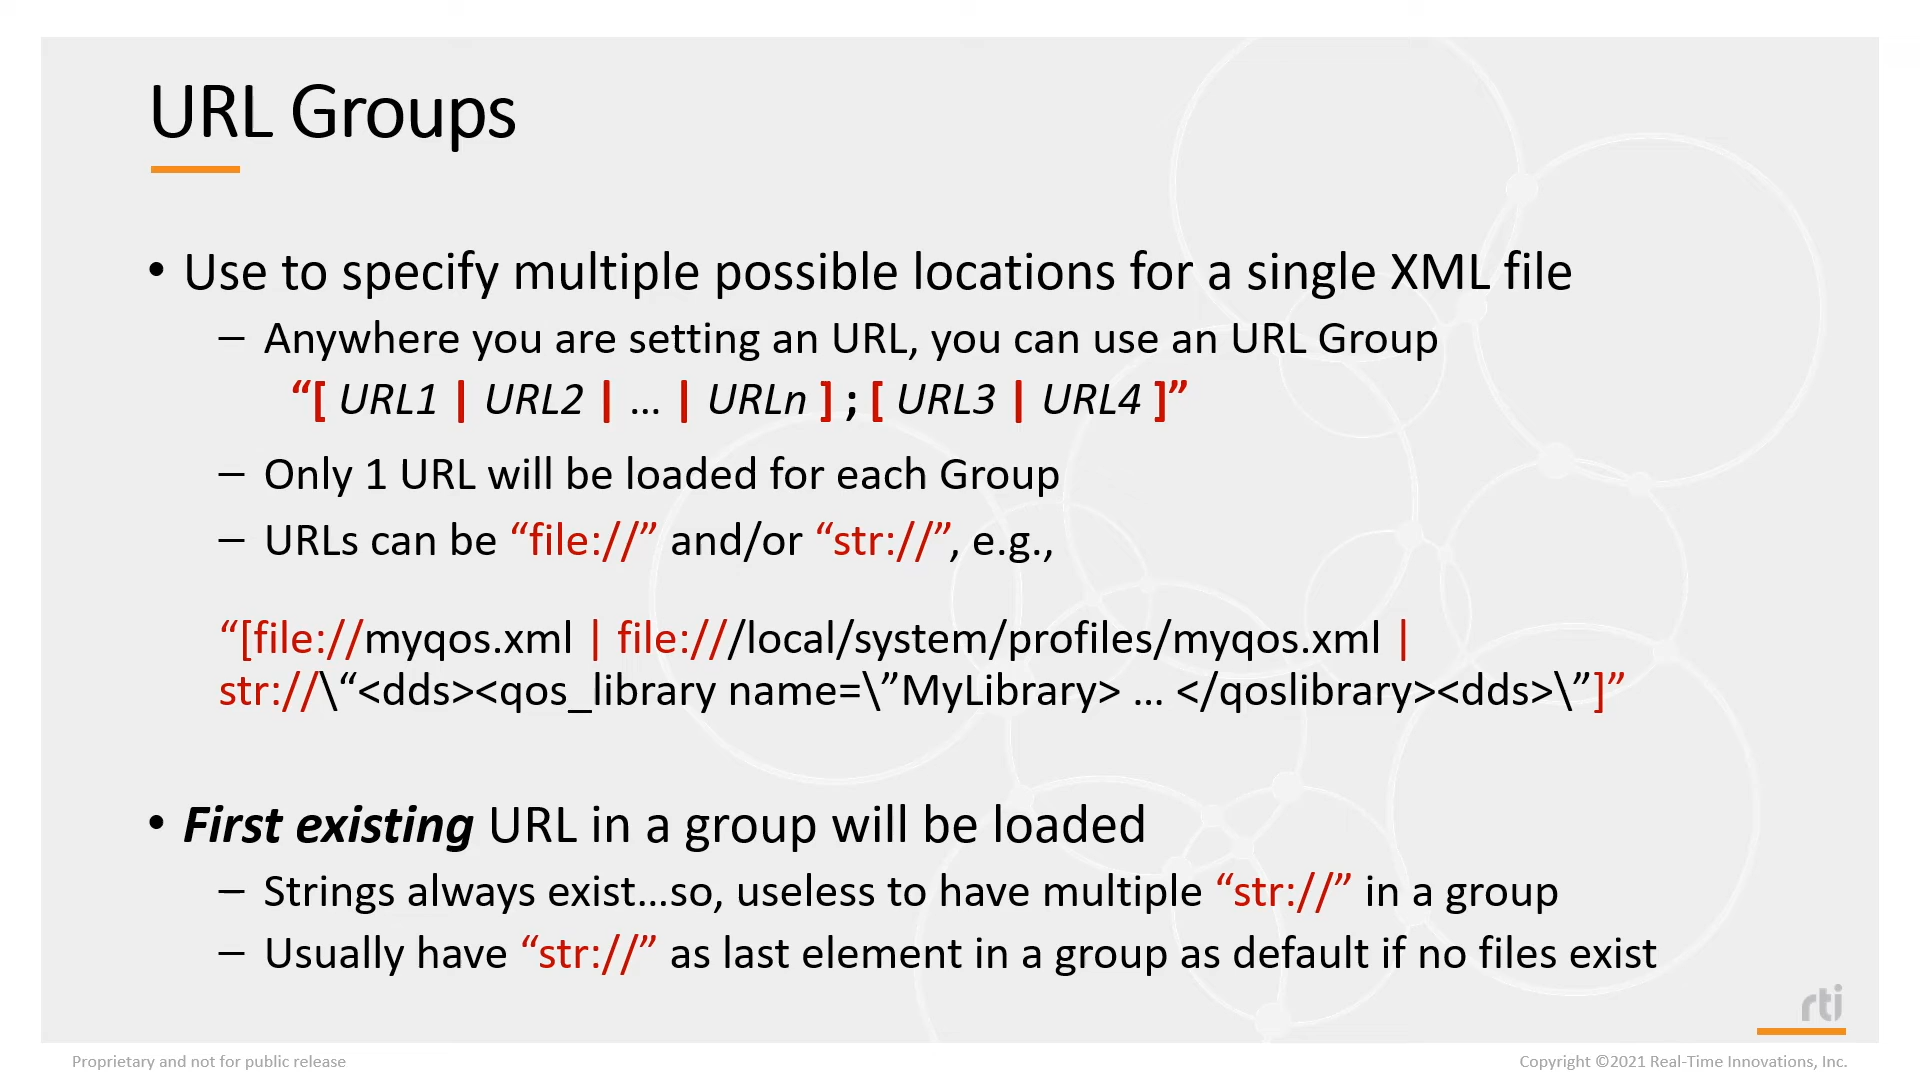 URL Groups
• Use to specify multiple possible locations for a single XML file
– Anywhere you are setting an URL, you can use an URL Group
“[ URL1 | URL2 | … | URLn ] ; [ URL3 | URL4 ]”
– Only 1 URL will be loaded for each Group
– URLs can be “file://” and/or “str://”, e.g.,
“[file://myqos.xml | file:///local/system/profiles/myqos.xml |
str://\“<dds><qos_library name=\”MyLibrary> … </qoslibrary><dds>\”]”
• First existing URL in a group will be loaded
– Strings always exist…so, useless to have multiple “str://” in a group
– Usually have “str://” as last element in a group as default if no files exist
rti
Proprietary and not for public release
Copyright ©2021 Real-Time Innovations, Inc.